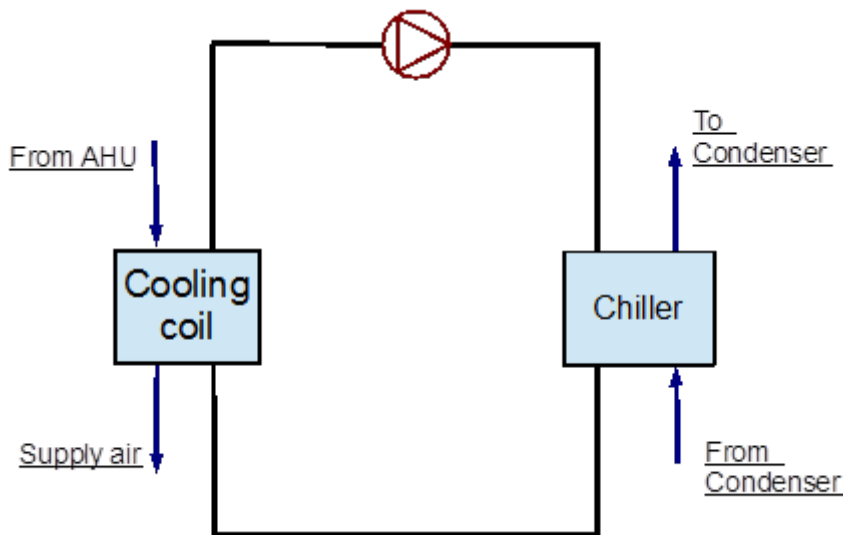 To
Condenser
From AHU
Cooling
coil
Chiller
Supply air
From
Condenser